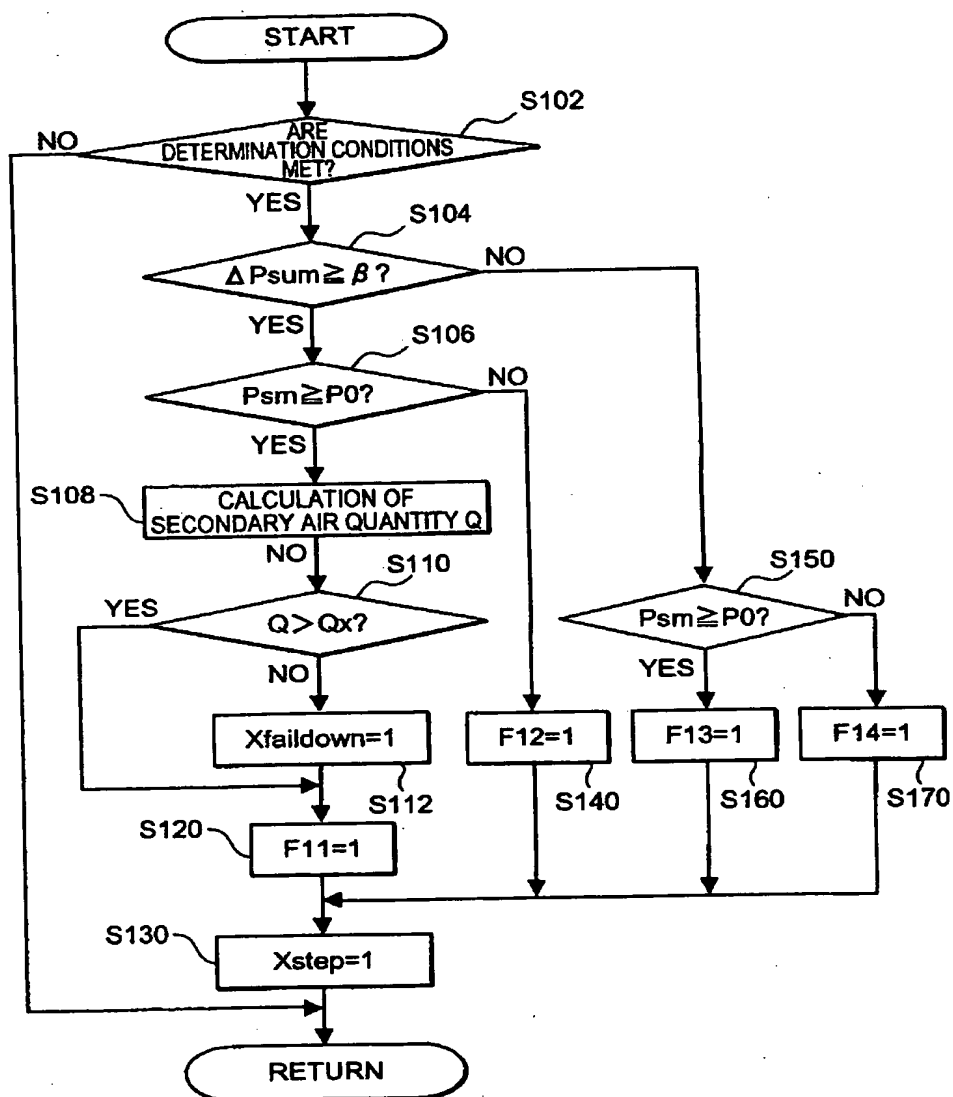 START
S102
NO
ARE
DETERMINATION CONDITIONS
MET?
YES
S104
NO
ΔPsum≧β?
YES
S106
NO
Psm≧P0?
YES
S108
CALCULATION OF
SECONDARY AIR QUANTITY Q
NO
S110
YES
Q>Qx?
NO
S150
Psm≧P0?
NO
YES
Xfaildown=1
F12=1
F13=1
F14=1
S112
S140
S160
S170
S120
F11=1
S130
Xstep=1
RETURN